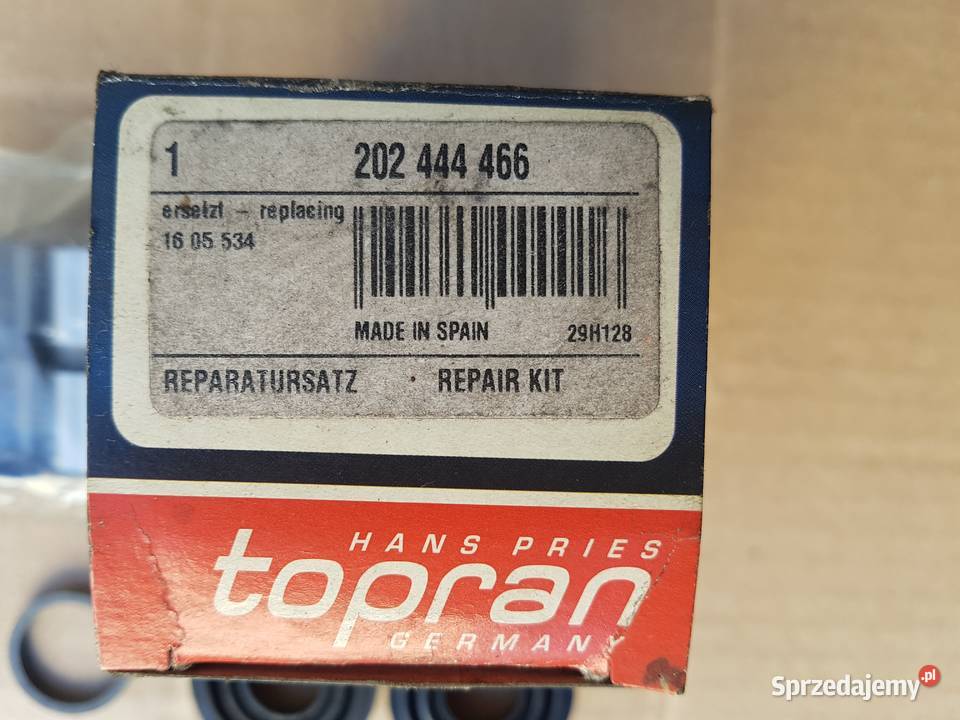 1 202 444 466
ersetzt - replacing
16 05 534
MADE IN SPAIN 29H128
REPARATURSATZ · REPAIR KIT
HANS PRIES
topran
GERMANY
Sprzedajemy.pl